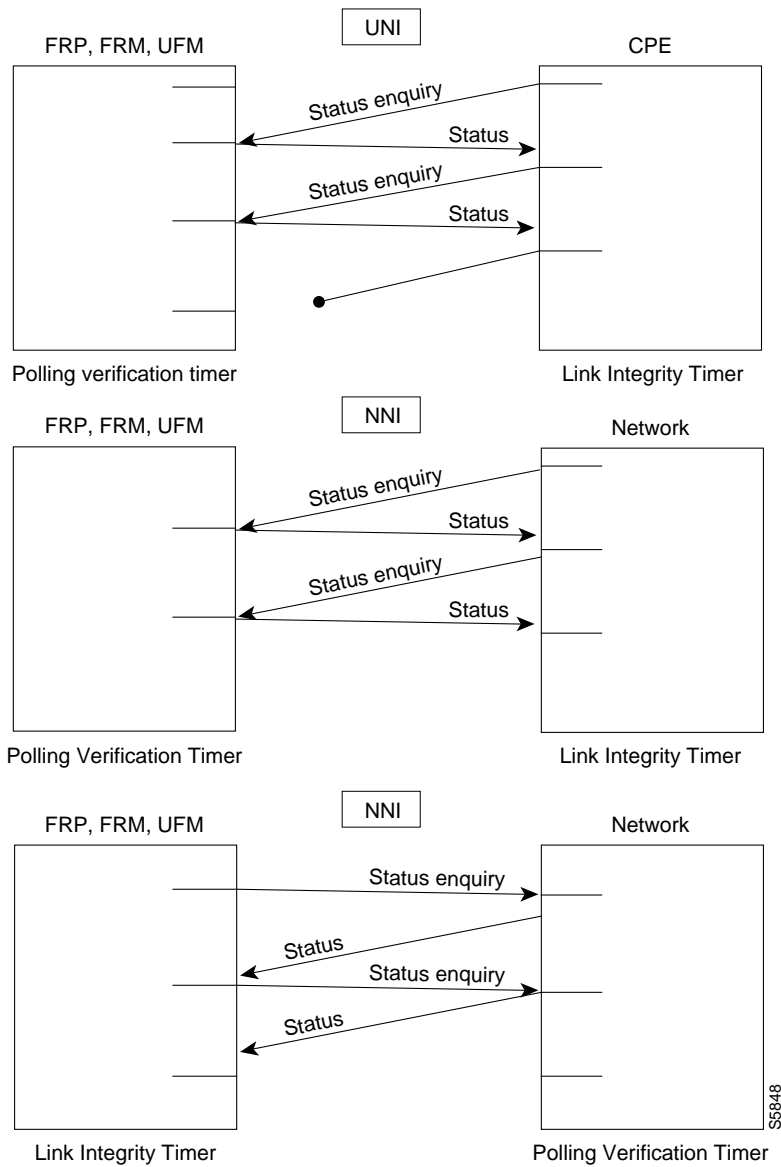 UNI
FRP, FRM, UFM
CPE
Status enquiry
Status
Status enquiry
Status
Polling verification timer
Link Integrity Timer
NNI
FRP, FRM, UFM
Network
Status enquiry
Status
Status enquiry
Status
Polling Verification Timer
Link Integrity Timer
NNI
FRP, FRM, UFM
Network
Status enquiry
Status
Status enquiry
Status
Link Integrity Timer
Polling Verification Timer
S5848